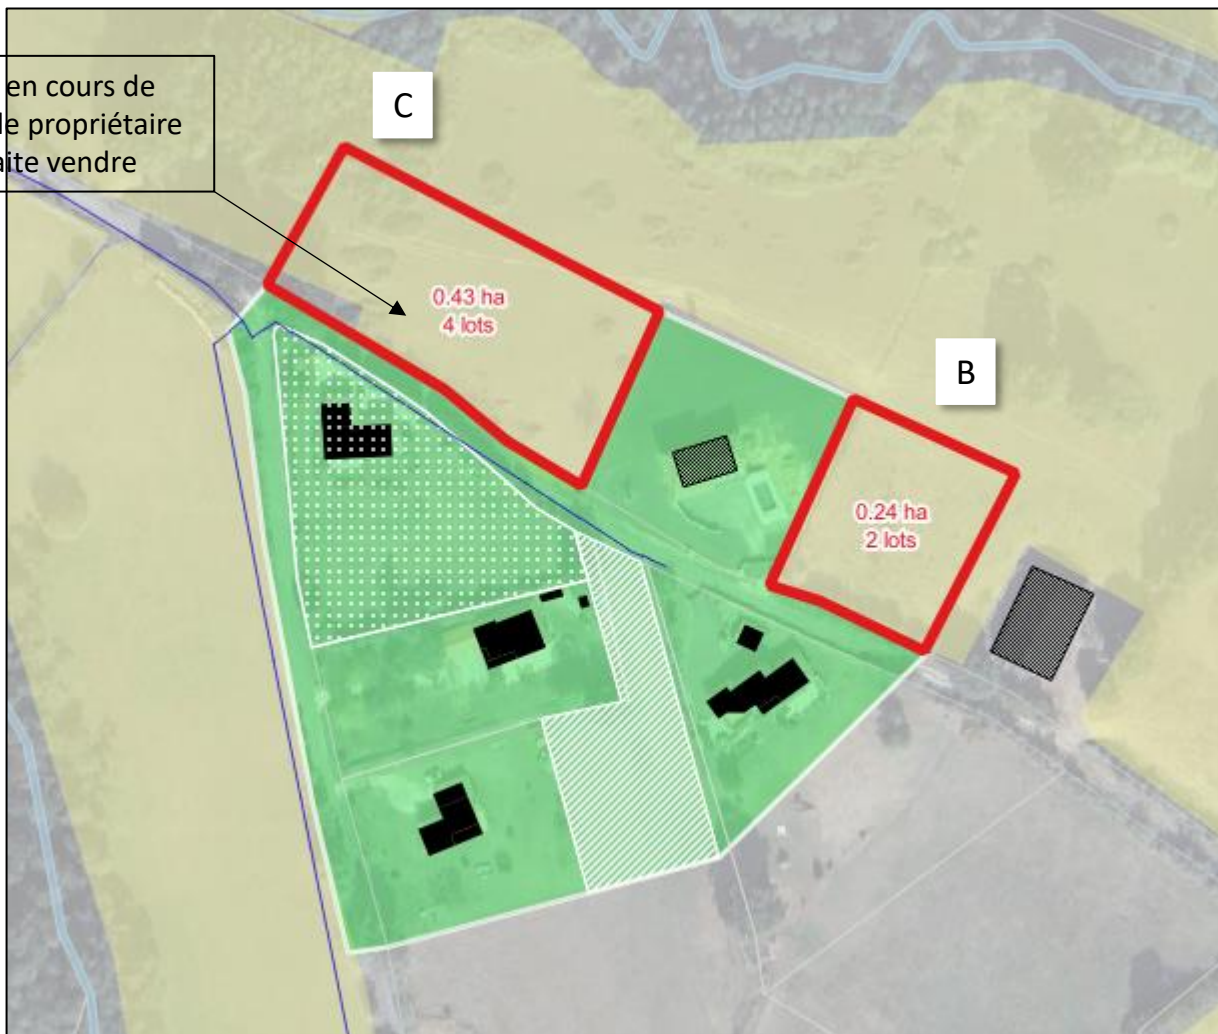 en cours de
le propriétaire
aite vendre
C
0.43 ha
4 lots
B
0.24 ha
2 lots